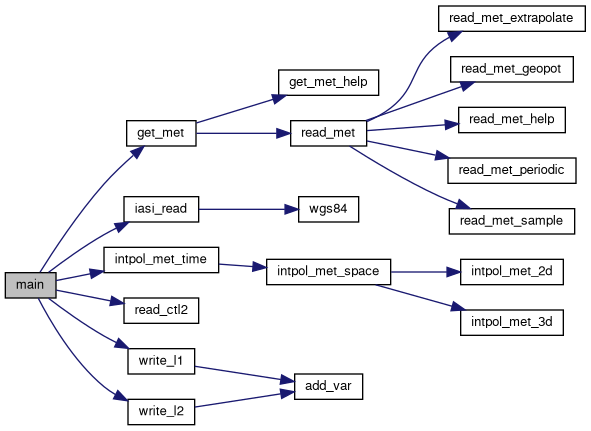 read_met_extrapolate
read_met_geopot
get_met_help
read_met_help
get_met
read_met
read_met_periodic
iasi_read
wgs84
read_met_sample
intpol_met_time
intpol_met_space
intpol_met_2d
main
read_ctl2
intpol_met_3d
write_l1
add_var
write_l2